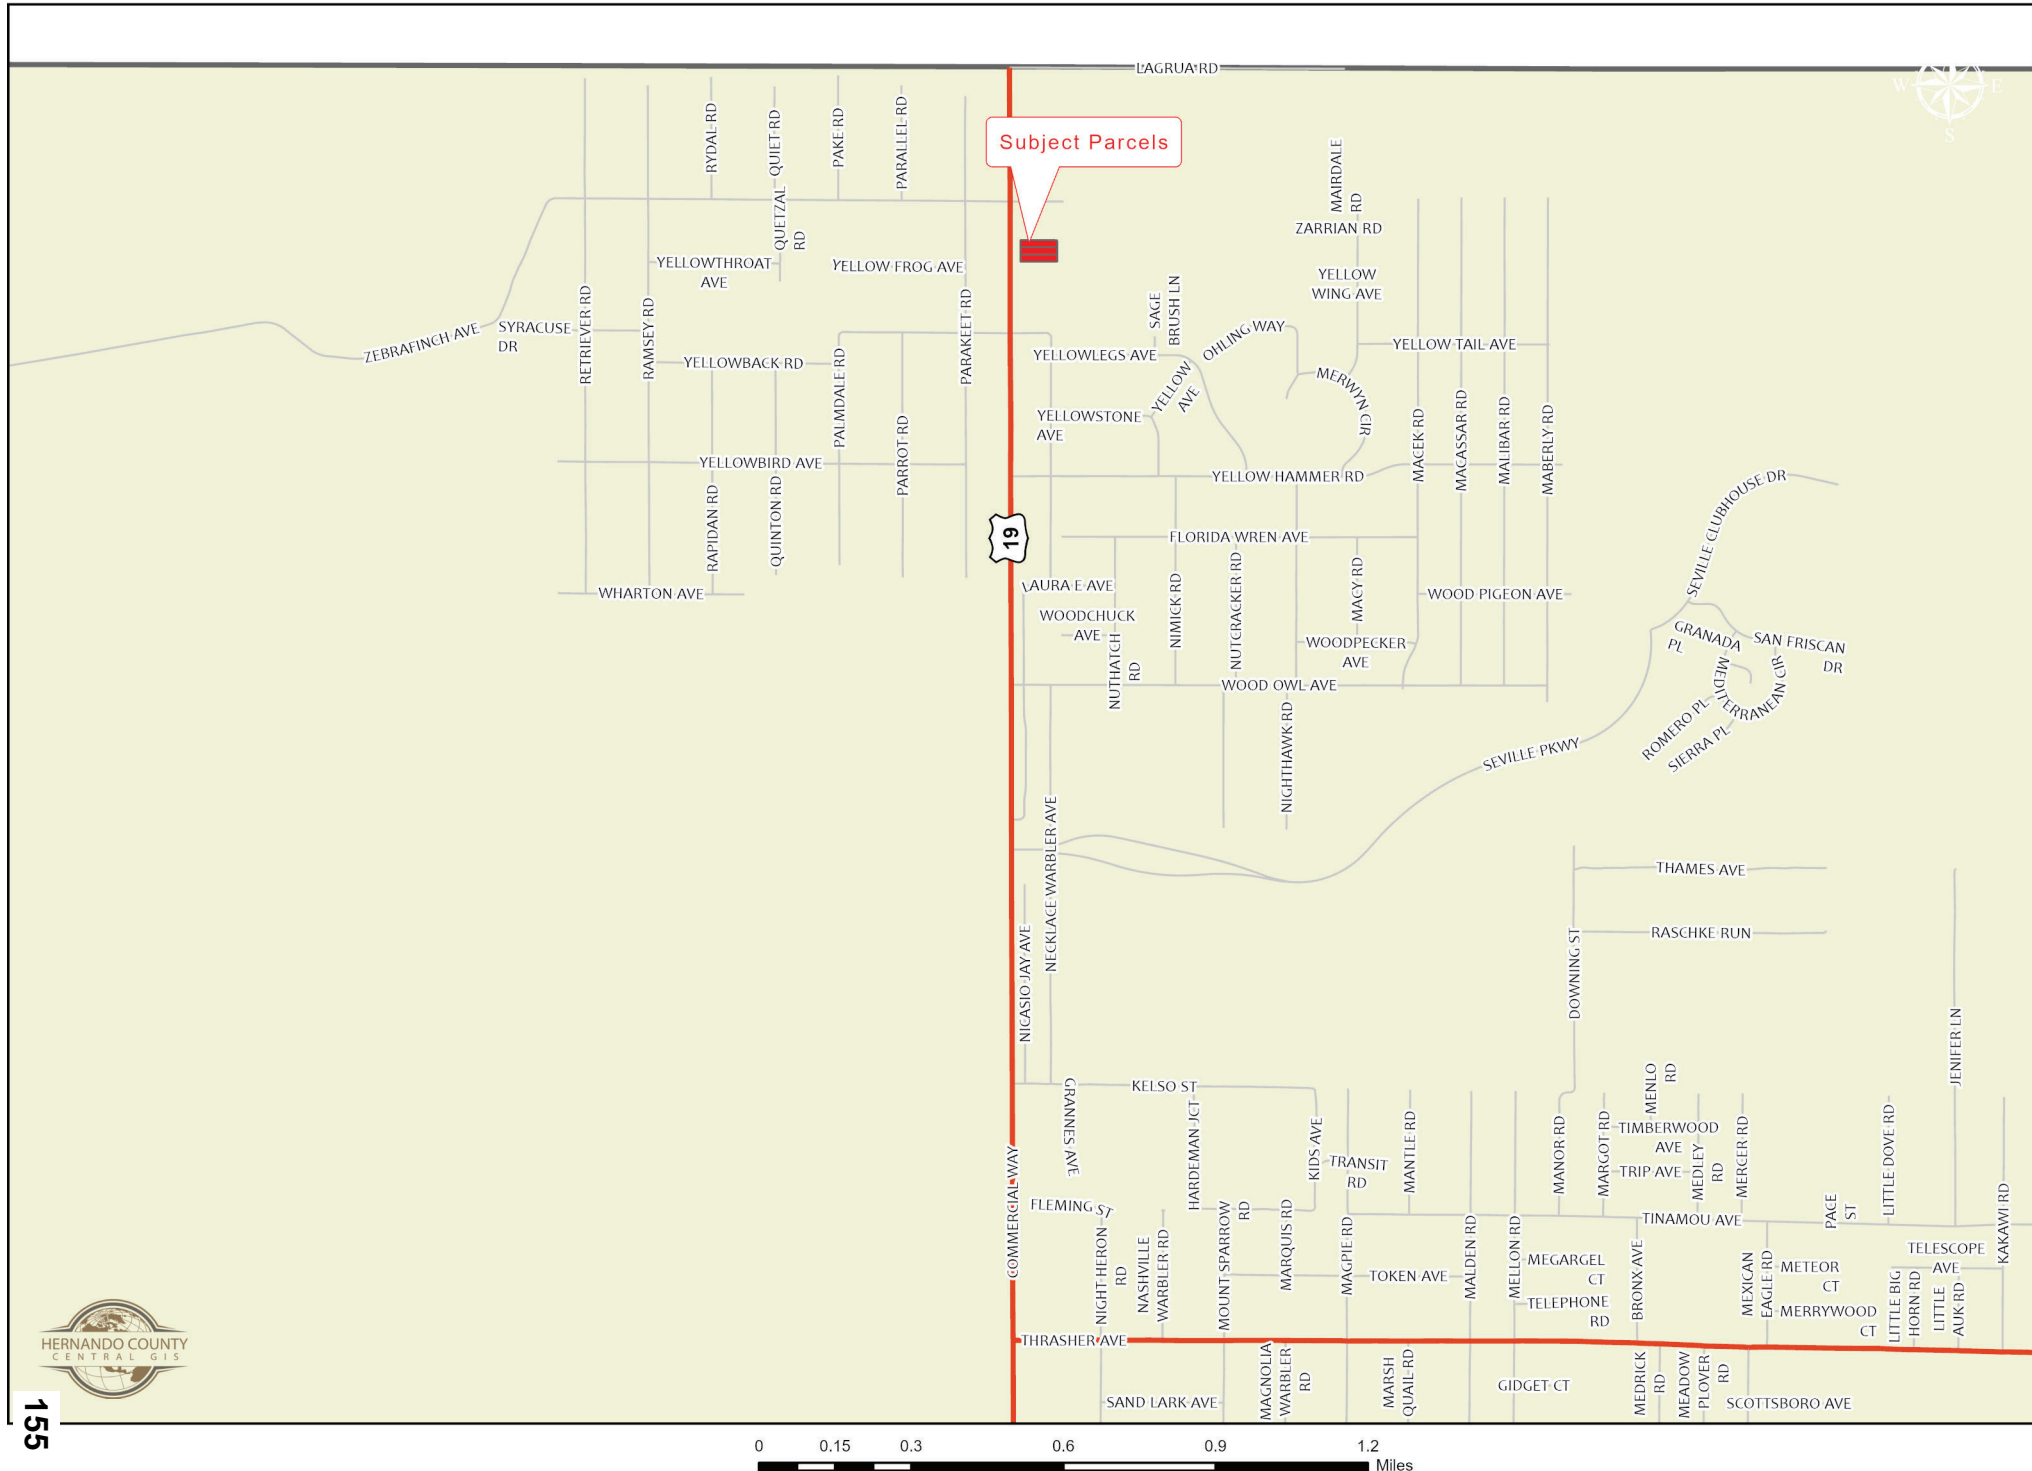 LAGRUA RD
W
E
S
Subject Parcels
RYDAL RD
QUIET RD
PAKE RD
PARALLEL RD
QUETZAL
RD
MAIRDALE
RD
ZARRIAN RD
YELLOWTHROAT
AVE
YELLOW FROG AVE
YELLOW
WING AVE
RETRIEVER RD
RAMSEY RD
PARAKEET RD
SAGE
BRUSH LN
ZEBRAFINCH AVE
SYRACUSE
DR
OHLING WAY
YELLOW TAIL AVE
YELLOWBACK RD
PALMDALE RD
YELLOWLEGS AVE
YELLOW
AVE
MERWYN CIR
YELLOWSTONE
AVE
PARROT RD
MACEK RD
MACASSAR RD
MALIBAR RD
MABERLY RD
YELLOWBIRD AVE
YELLOW HAMMER RD
RAPIDAN RD
QUINTON RD
SEVILLE CLUBHOUSE DR
19
FLORIDA WREN AVE
WHARTON AVE
LAURA E AVE
NIMICK RD
NUTCRACKER RD
MACY RD
WOOD PIGEON AVE
WOODCHUCK
AVE
NUTHATCH
RD
WOODPECKER
AVE
GRANADA
PL
SAN FRISCAN
DR
WOOD OWL AVE
MEDITERRANEAN CIR
ROMERO PL
SIERRA PL
NIGHTHAWK RD
SEVILLE PKWY
NECKLACE WARBLER AVE
THAMES AVE
NICASIO JAY AVE
DOWNING ST
RASCHKE RUN
JENIFER LN
GRANNES AVE
KELSO ST
MENLO
RD
HARDEMAN JCT
KIDS AVE
MANTLE RD
MANOR RD
MARGOT RD
TIMBERWOOD
AVE
MERCER RD
LITTLE DOVE RD
COMMERCIAL WAY
TRANSIT
RD
TRIP AVE
MEDLEY
RD
FLEMING ST
PACE
ST
KAKAWI RD
NIGHT HERON
RD
NASHVILLE
WARBLER RD
MOUNT SPARROW
RD
MARQUIS RD
MAGPIE RD
MALDEN RD
MELLON RD
TINAMOU AVE
TELESCOPE
AVE
TOKEN AVE
MEGARGEL
CT
BRONX AVE
MEXICAN
EAGLE RD
METEOR
CT
TELEPHONE
RD
MERRYWOOD
CT
LITTLE BIG
HORN RD
LITTLE
AUK RD
THRASHER AVE
HERNANDO COUNTY
CENTRAL GIS
MAGNOLIA
WARBLER
RD
MARSH
QUAIL RD
GIDGET CT
MEDRICK
RD
MEADOW
PLOVER
RD
SAND LARK AVE
SCOTTSBORO AVE
155
0 0.15 0.3 0.6 0.9 1.2
Miles